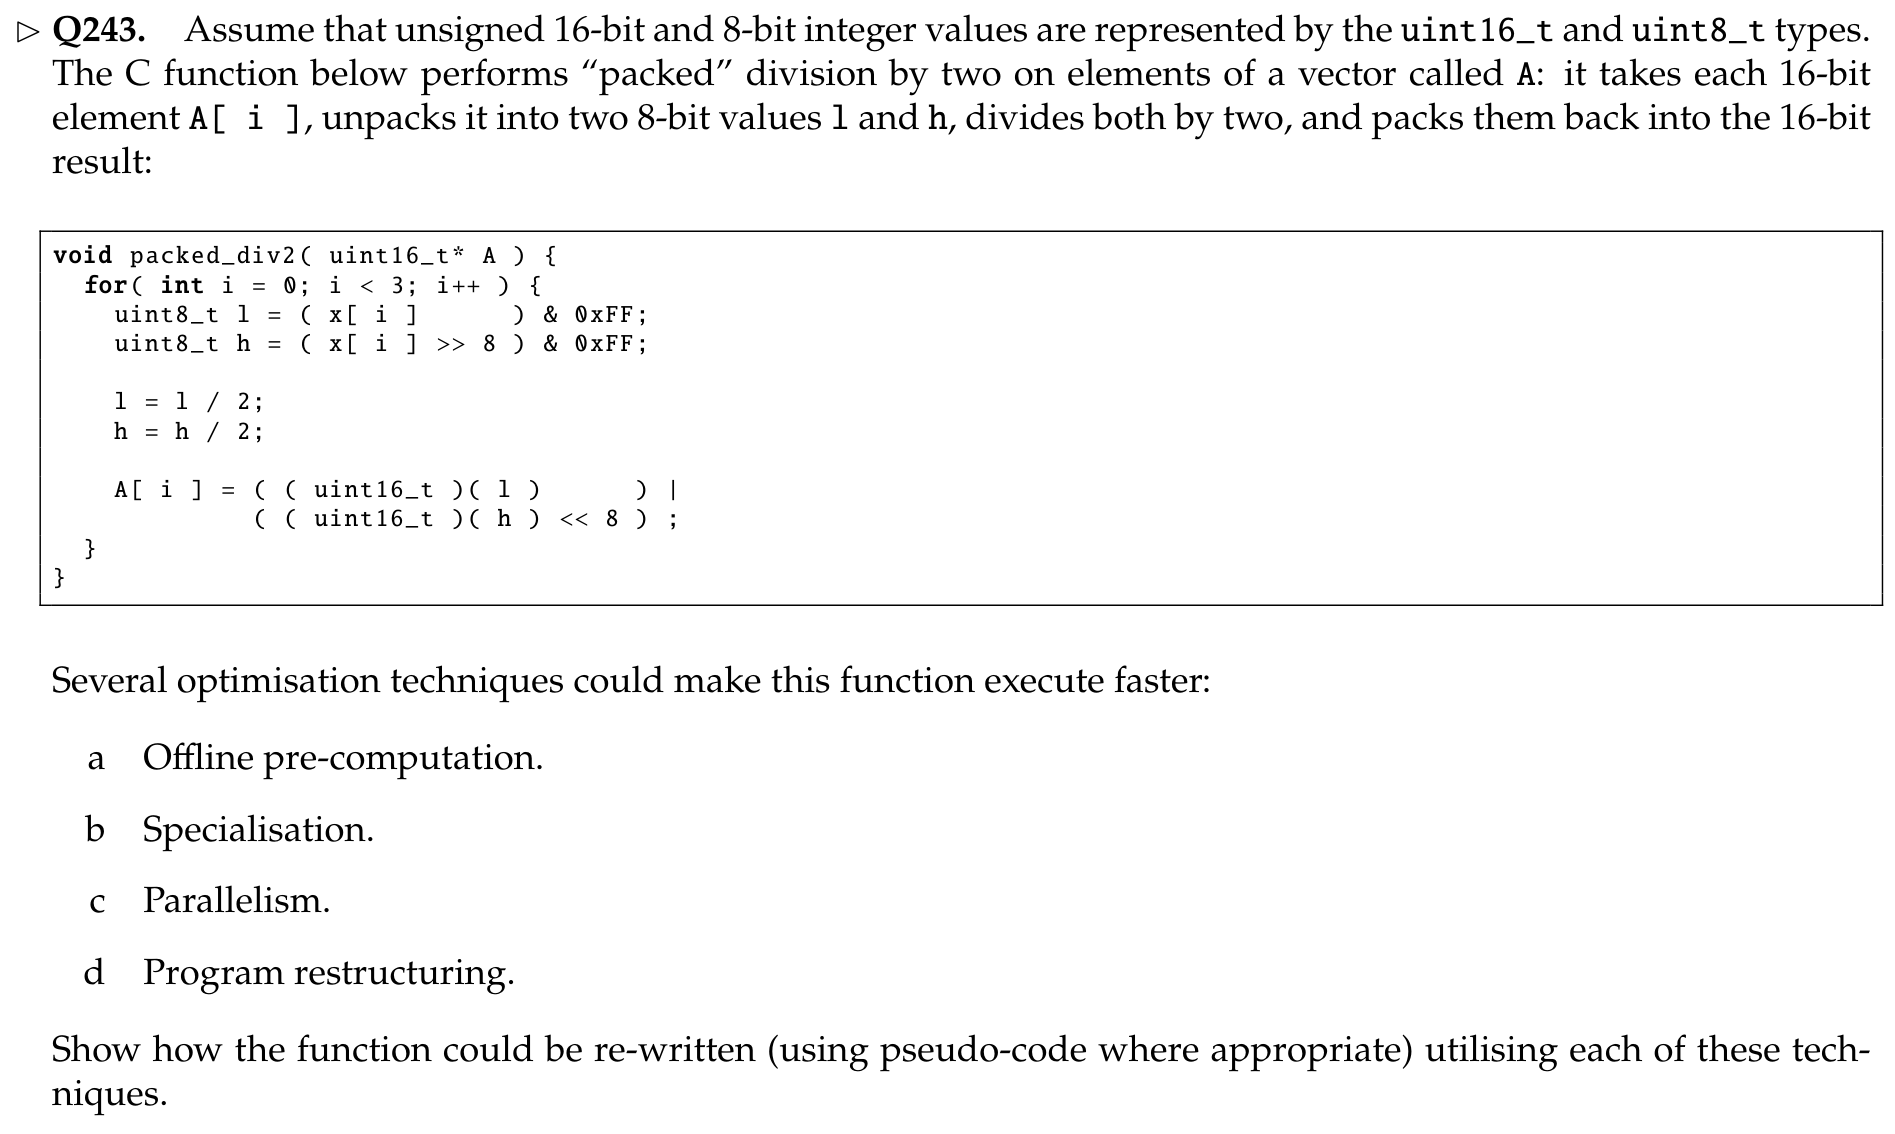 ▷ Q243. Assume that unsigned 16-bit and 8-bit integer values are represented by the uint16_t and uint8_t types.
The C function below performs “packed” division by two on elements of a vector called A: it takes each 16-bit
element A[ i ], unpacks it into two 8-bit values l and h, divides both by two, and packs them back into the 16-bit
result:
void packed_div2( uint16_t* A ) {
  for( int i = 0; i < 3; i++ ) {
    uint8_t l = ( x[ i ]      ) & 0xFF;
    uint8_t h = ( x[ i ] >> 8 ) & 0xFF;
    l = l / 2;
    h = h / 2;
    A[ i ] = ( ( uint16_t )( l )      ) |
             ( ( uint16_t )( h ) << 8 ) ;
  }
}
Several optimisation techniques could make this function execute faster:
a Offline pre-computation.
b Specialisation.
c Parallelism.
d Program restructuring.
Show how the function could be re-written (using pseudo-code where appropriate) utilising each of these tech-
niques.